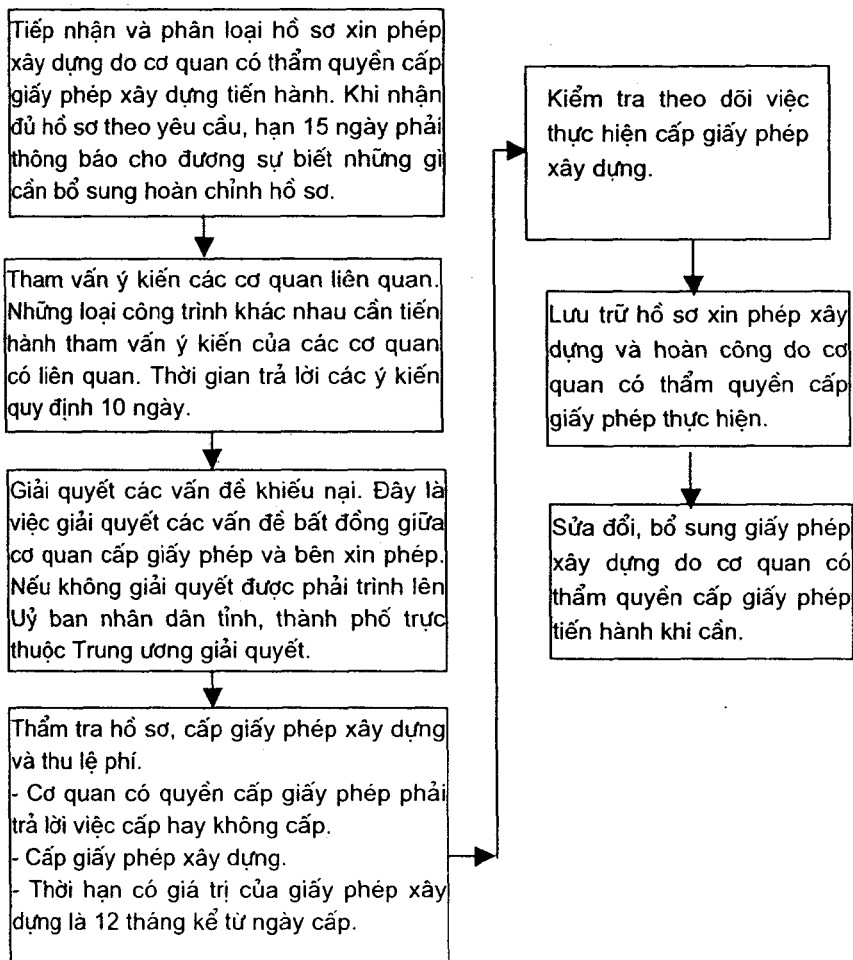 Tiếp nhận và phân loại hồ sơ xin phép
xây dựng do cơ quan có thẩm quyền cấp
giấy phép xây dựng tiến hành. Khi nhận
đủ hồ sơ theo yêu cầu, hạn 15 ngày phải
thông báo cho đương sự biết những gì
cần bổ sung hoàn chỉnh hồ sơ.
Tham vấn ý kiến các cơ quan liên quan.
Những loại công trình khác nhau cần tiến
hành tham vấn ý kiến của các cơ quan
có liên quan. Thời gian trả lời các ý kiến
quy định 10 ngày.
Giải quyết các vấn đề khiếu nại. Đây là
việc giải quyết các vấn đề bất đồng giữa
cơ quan cấp giấy phép và bên xin phép.
Nếu không giải quyết được phải trình lên
Uỷ ban nhân dân tỉnh, thành phố trực
thuộc Trung ương giải quyết.
Thẩm tra hồ sơ, cấp giấy phép xây dựng
và thu lệ phí.
- Cơ quan có quyền cấp giấy phép phải
trả lời việc cấp hay không cấp.
- Cấp giấy phép xây dựng.
- Thời hạn có giá trị của giấy phép xây
dựng là 12 tháng kể từ ngày cấp.
Kiểm tra theo dõi việc
thực hiện cấp giấy phép
xây dựng.
Lưu trữ hồ sơ xin phép xây
dựng và hoàn công do cơ
quan có thẩm quyền cấp
giấy phép thực hiện.
Sửa đổi, bổ sung giấy phép
xây dựng do cơ quan có
thẩm quyền cấp giấy phép
tiến hành khi cần.